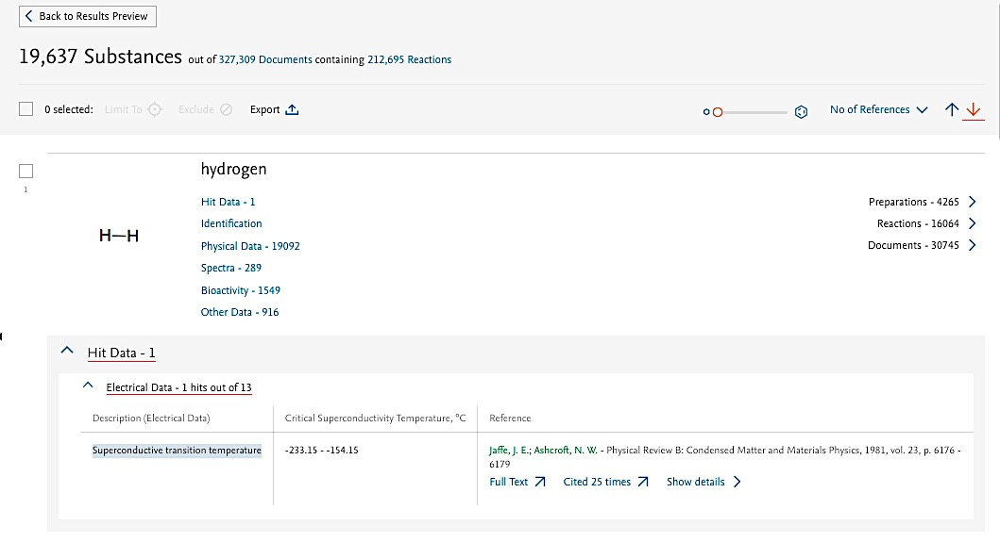 Back to Results Preview
19,637 Substances out of 327,309 Documents containing 212,695 Reactions
0 selected: Limit To Exclude Export No of References
1
hydrogen
H—H
Hit Data - 1
Identification
Physical Data - 19092
Spectra - 289
Bioactivity - 1549
Other Data - 916
Preparations - 4265
Reactions - 16064
Documents - 30745
Hit Data - 1
Electrical Data - 1 hits out of 13
Description (Electrical Data) Critical Superconductivity Temperature, °C Reference
Superconductive transition temperature -233.15 - -154.15 Jaffe, J. E.; Ashcroft, N. W. - Physical Review B: Condensed Matter and Materials Physics, 1981, vol. 23, p. 6176 -
6179
Full Text Cited 25 times Show details